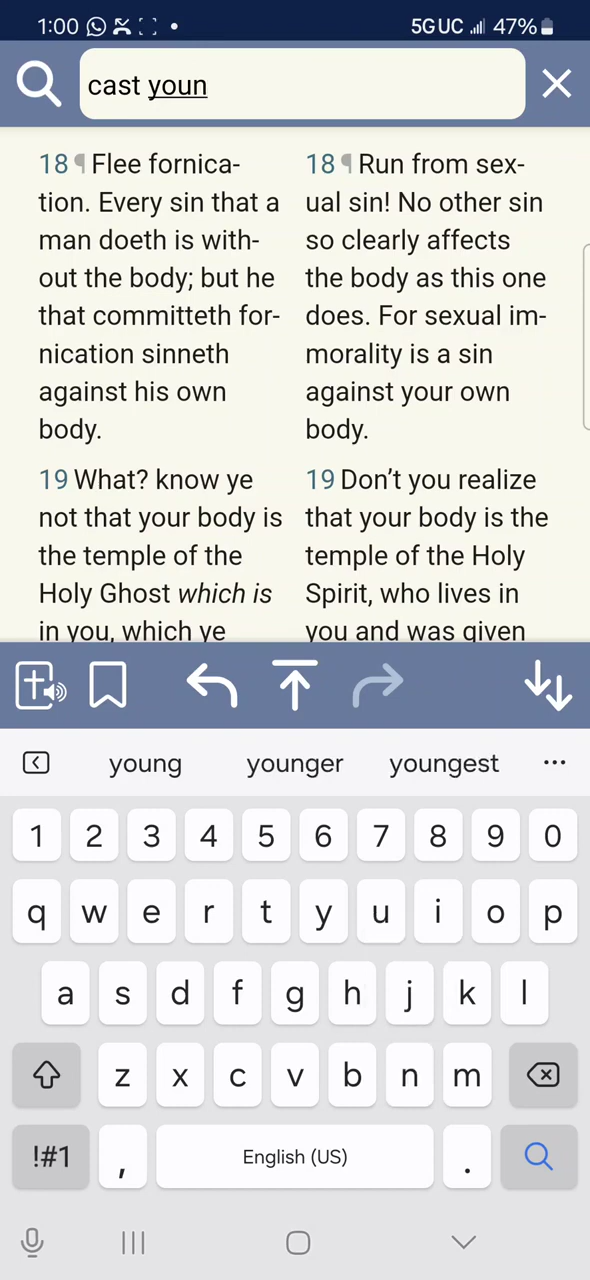 1:00 5G UC 47%
cast youn
18 ¶ Flee fornica-
tion. Every sin that a
man doeth is with-
out the body; but he
that committeth for-
nication sinneth
against his own
body.
19 What? know ye
not that your body is
the temple of the
Holy Ghost which is
in you, which ye
18 ¶ Run from sex-
ual sin! No other sin
so clearly affects
the body as this one
does. For sexual im-
morality is a sin
against your own
body.
19 Don’t you realize
that your body is the
temple of the Holy
Spirit, who lives in
you and was given
young younger youngest ...
1 2 3 4 5 6 7 8 9 0
q w e r t y u i o p
a s d f g h j k l
z x c v b n m
!#1 , English (US) .